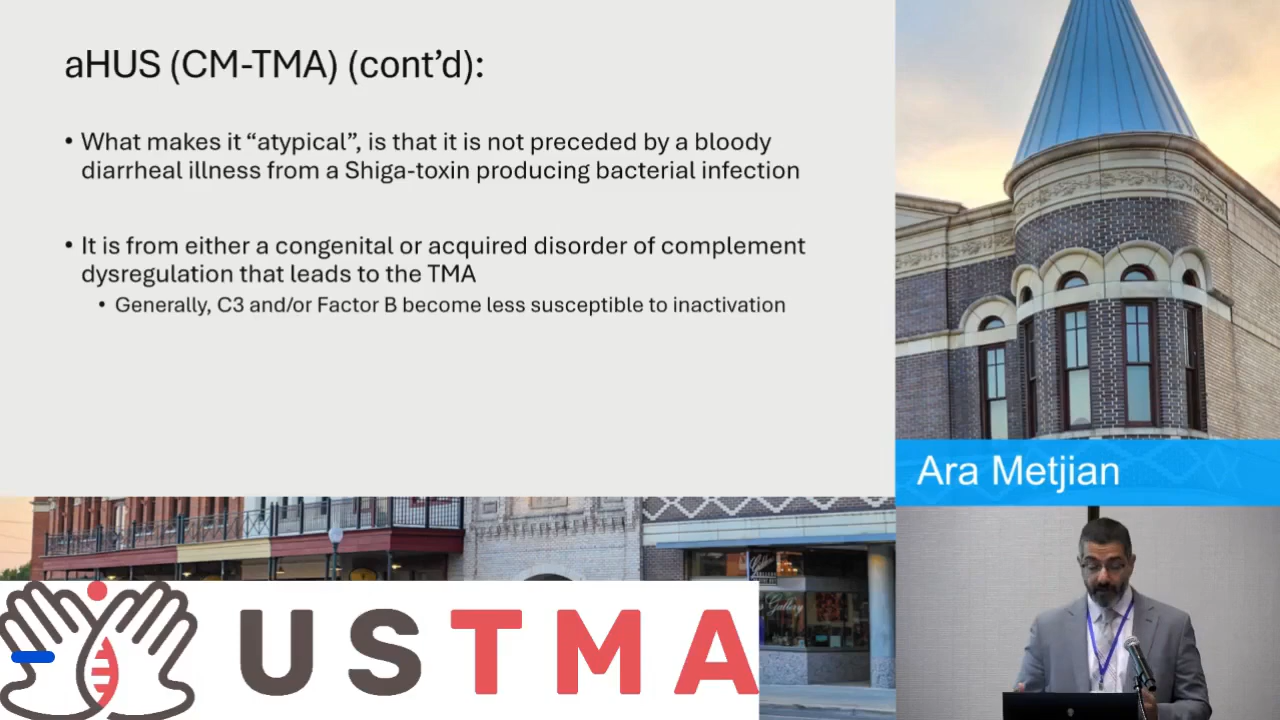 aHUS (CM-TMA) (cont’d):
• What makes it “atypical”, is that it is not preceded by a bloody
diarrheal illness from a Shiga-toxin producing bacterial infection
• It is from either a congenital or acquired disorder of complement
dysregulation that leads to the TMA
• Generally, C3 and/or Factor B become less susceptible to inactivation
Ara Metjian
USTMA
Gallery